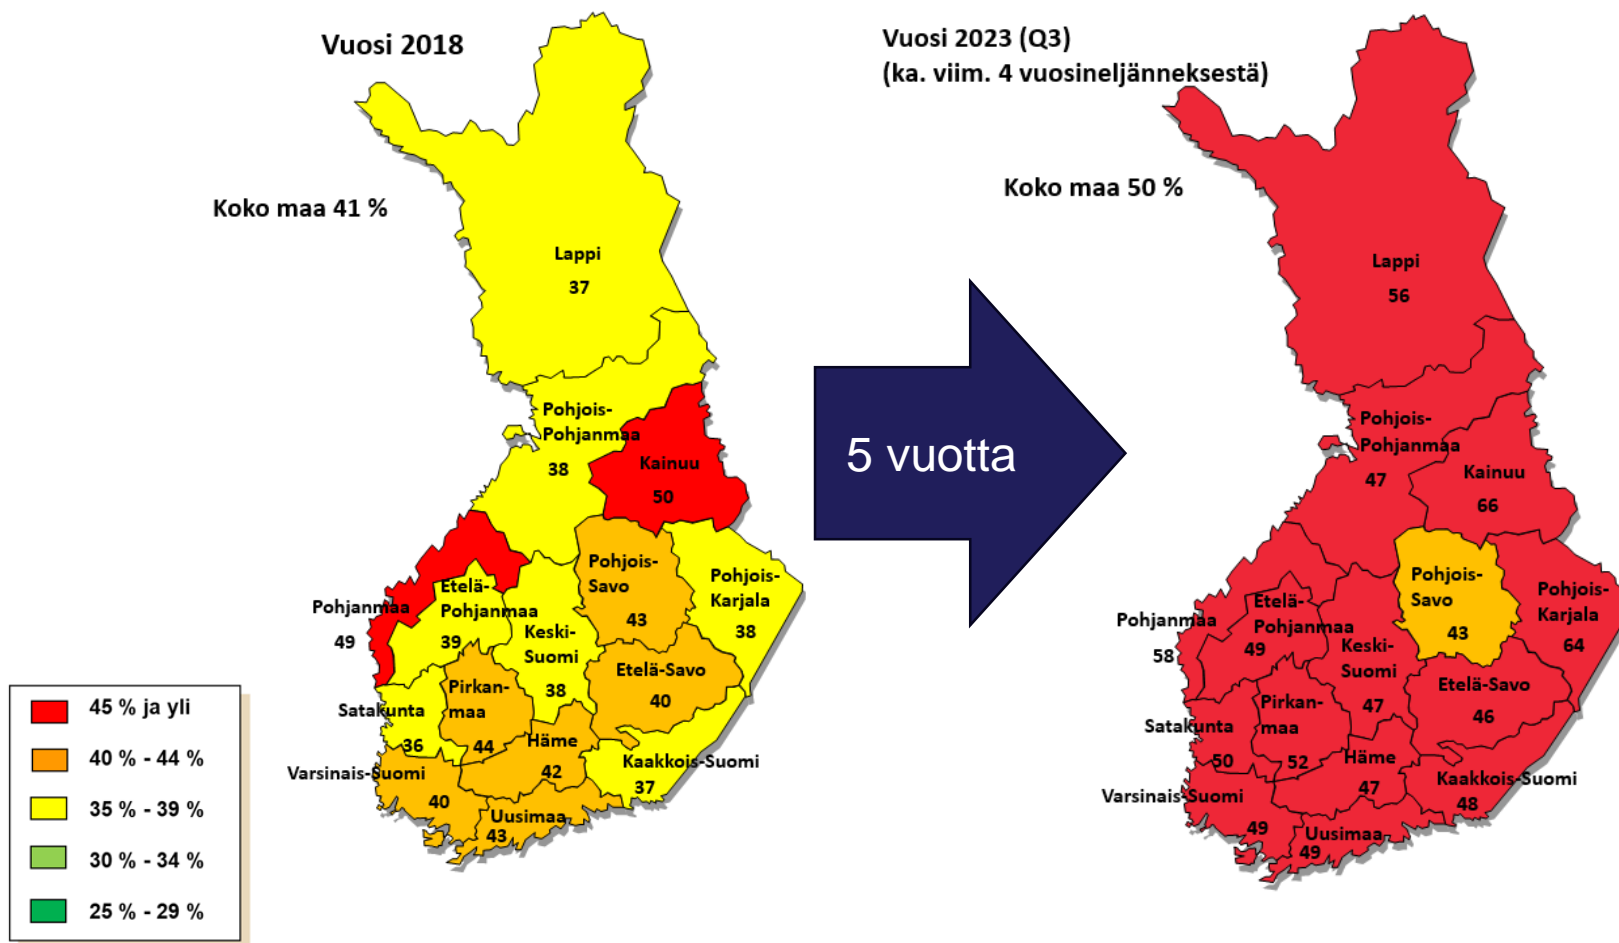 Vuosi 2018
Koko maa 41 %
Lappi
37
Pohjois-
Pohjanmaa
38
Kainuu
50
Pohjanmaa
49
Etelä-
Pohjanmaa
39
Keski-
Suomi
38
Pohjois-
Savo
43
Pohjois-
Karjala
38
Etelä-Savo
40
Pirkan-
maa
44
Satakunta
36
Häme
42
Kaakkois-Suomi
37
Varsinais-Suomi
40
Uusimaa
43
45 % ja yli
40 % - 44 %
35 % - 39 %
30 % - 34 %
25 % - 29 %
5 vuotta
Vuosi 2023 (Q3)
(ka. viim. 4 vuosineljänneksestä)
Koko maa 50 %
Lappi
56
Pohjois-
Pohjanmaa
47
Kainuu
66
Pohjanmaa
58
Etelä-
Pohjanmaa
49
Keski-
Suomi
47
Pohjois-
Savo
43
Pohjois-
Karjala
64
Etelä-Savo
46
Pirkan-
maa
52
Satakunta
50
Häme
47
Kaakkois-Suomi
48
Varsinais-Suomi
49
Uusimaa
49